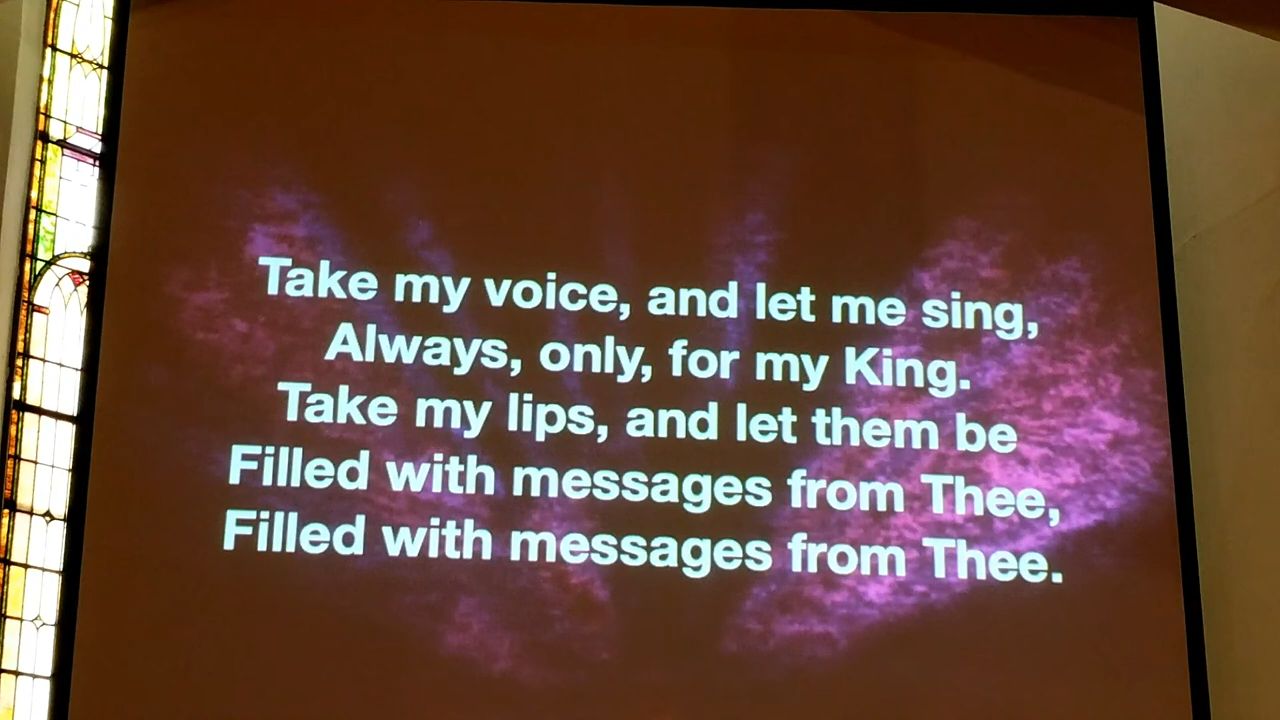 Take my voice, and let me sing,
Always, only, for my King.
Take my lips, and let them be
Filled with messages from Thee,
Filled with messages from Thee.